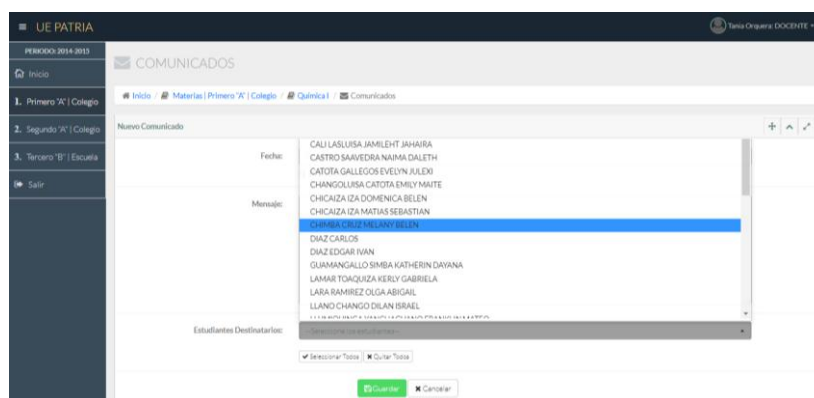 UE PATRIA
Tania Orquera: DOCENTE
PERIODO: 2014-2015
Inicio
1. Primero "A" | Colegio
2. Segundo "A" | Colegio
3. Tercero "B" | Escuela
Salir
COMUNICADOS
Inicio / Materias | Primero "A" | Colegio / Química I / Comunicados
Nuevo Comunicado
Fecha:
Mensaje:
CALI LASLUISA JAMILEHT JAHAIRA
CASTRO SAAVEDRA NAIMA DALETH
CATOTA GALLEGOS EVELYN JULEXI
CHANGOLUISA CATOTA EMILY MAITE
CHICAIZA IZA DOMENICA BELEN
CHICAIZA IZA MATIAS SEBASTIAN
CHIMBA CRUZ MELANY BELEN
DIAZ CARLOS
DIAZ EDGAR IVAN
GUAMANGALLO SIMBA KATHERIN DAYANA
LAMAR TOAQUIZA KERLY GABRIELA
LARA RAMIREZ OLGA ABIGAIL
LLANO CHANGO DILAN ISRAEL
Estudiantes Destinatarios:
--Seleccione los estudiantes--
Seleccionar Todos
Quitar Todos
Guardar
Cancelar